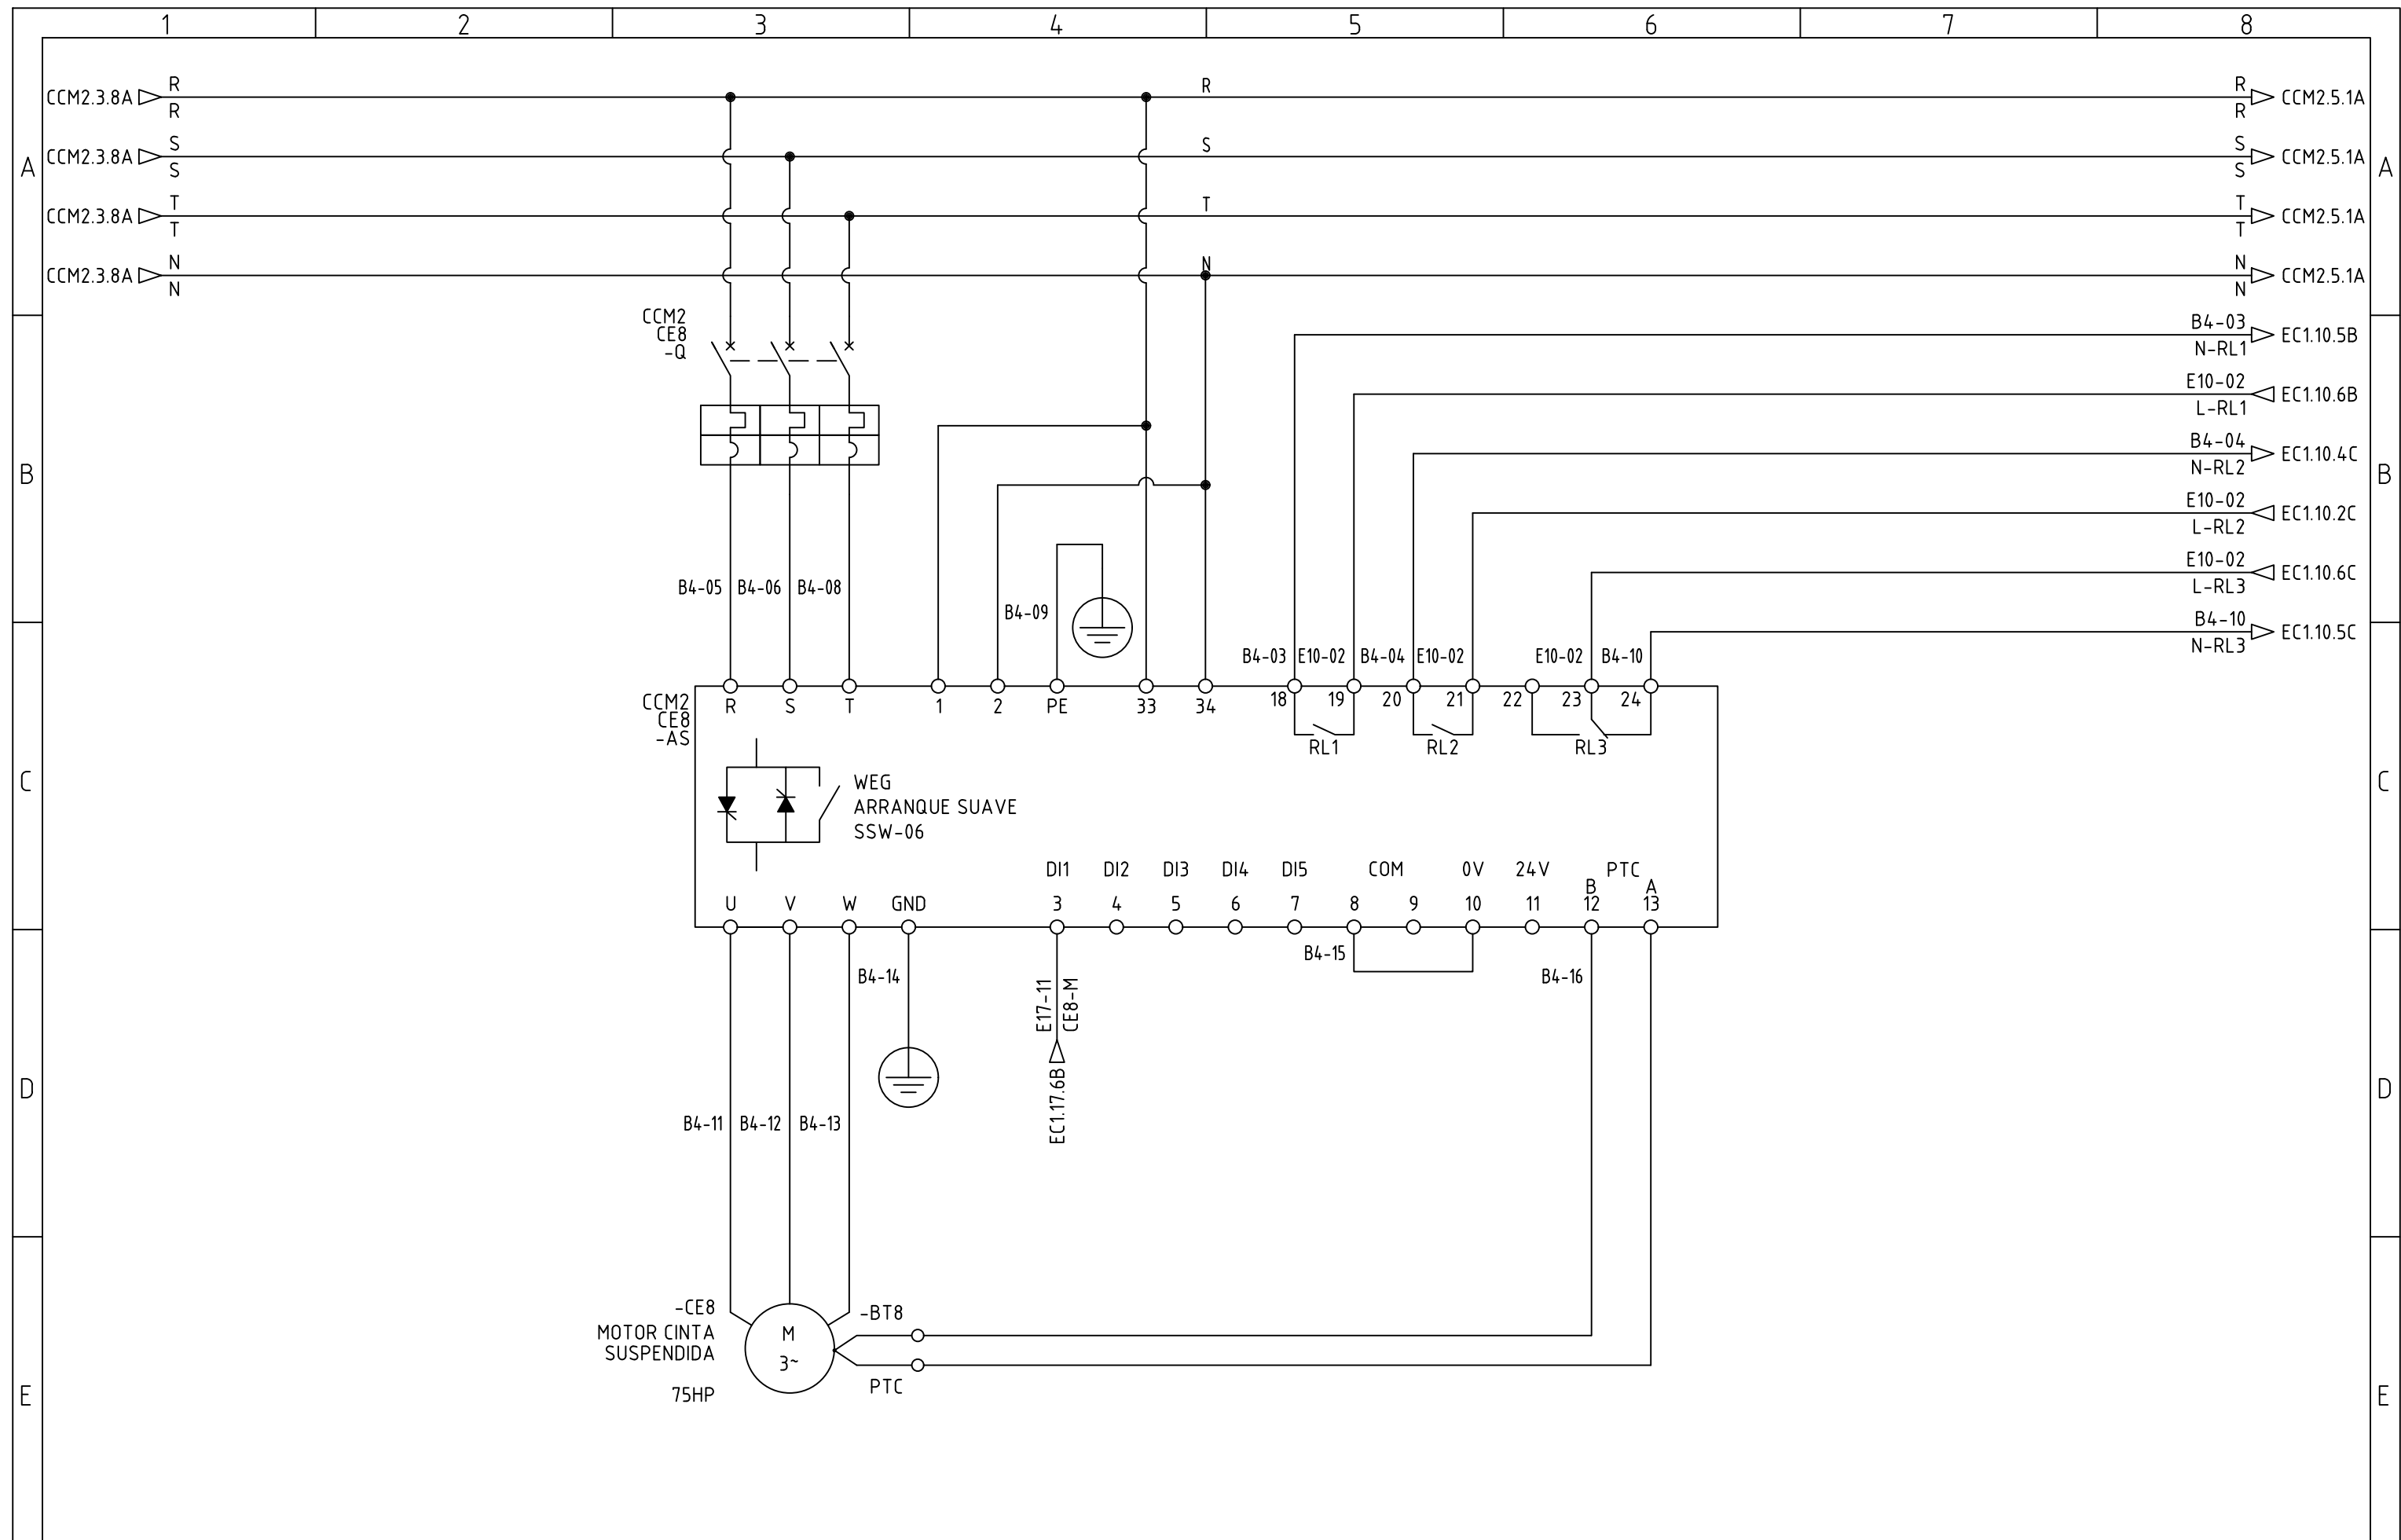 1 2 3 4 5 6 7 8
R R R
CCM2.3.8A CCM2.5.1A
R R
S S S
CCM2.3.8A CCM2.5.1A
S S
A A
T T T
CCM2.3.8A CCM2.5.1A
T T
N N N
CCM2.3.8A CCM2.5.1A
N N
CCM2
CE8
-Q
B4-03
EC1.10.5B
N-RL1
E10-02
EC1.10.6B
L-RL1
B4-04
EC1.10.4C
N-RL2
B B
E10-02
EC1.10.2C
L-RL2
E10-02
EC1.10.6C
L-RL3
B4-10
EC1.10.5C
N-RL3
B4-05 B4-06 B4-08 B4-09
B4-03 E10-02 B4-04 E10-02 E10-02 B4-10
CCM2
CE8
-AS
R S T 1 2 PE 33 34 18 19 20 21 22 23 24
RL1 RL2 RL3
C C
WEG
ARRANQUE SUAVE
SSW-06
DI1 DI2 DI3 DI4 DI5 COM 0V 24V PTC
B A
U V W GND 3 4 5 6 7 8 9 10 11 12 13
B4-15
B4-14 B4-16
E17-11
CE8-M
EC1.17.6B
D D
B4-11 B4-12 B4-13
-CE8
MOTOR CINTA
SUSPENDIDA
75HP
M
3~
-BT8
PTC
E E